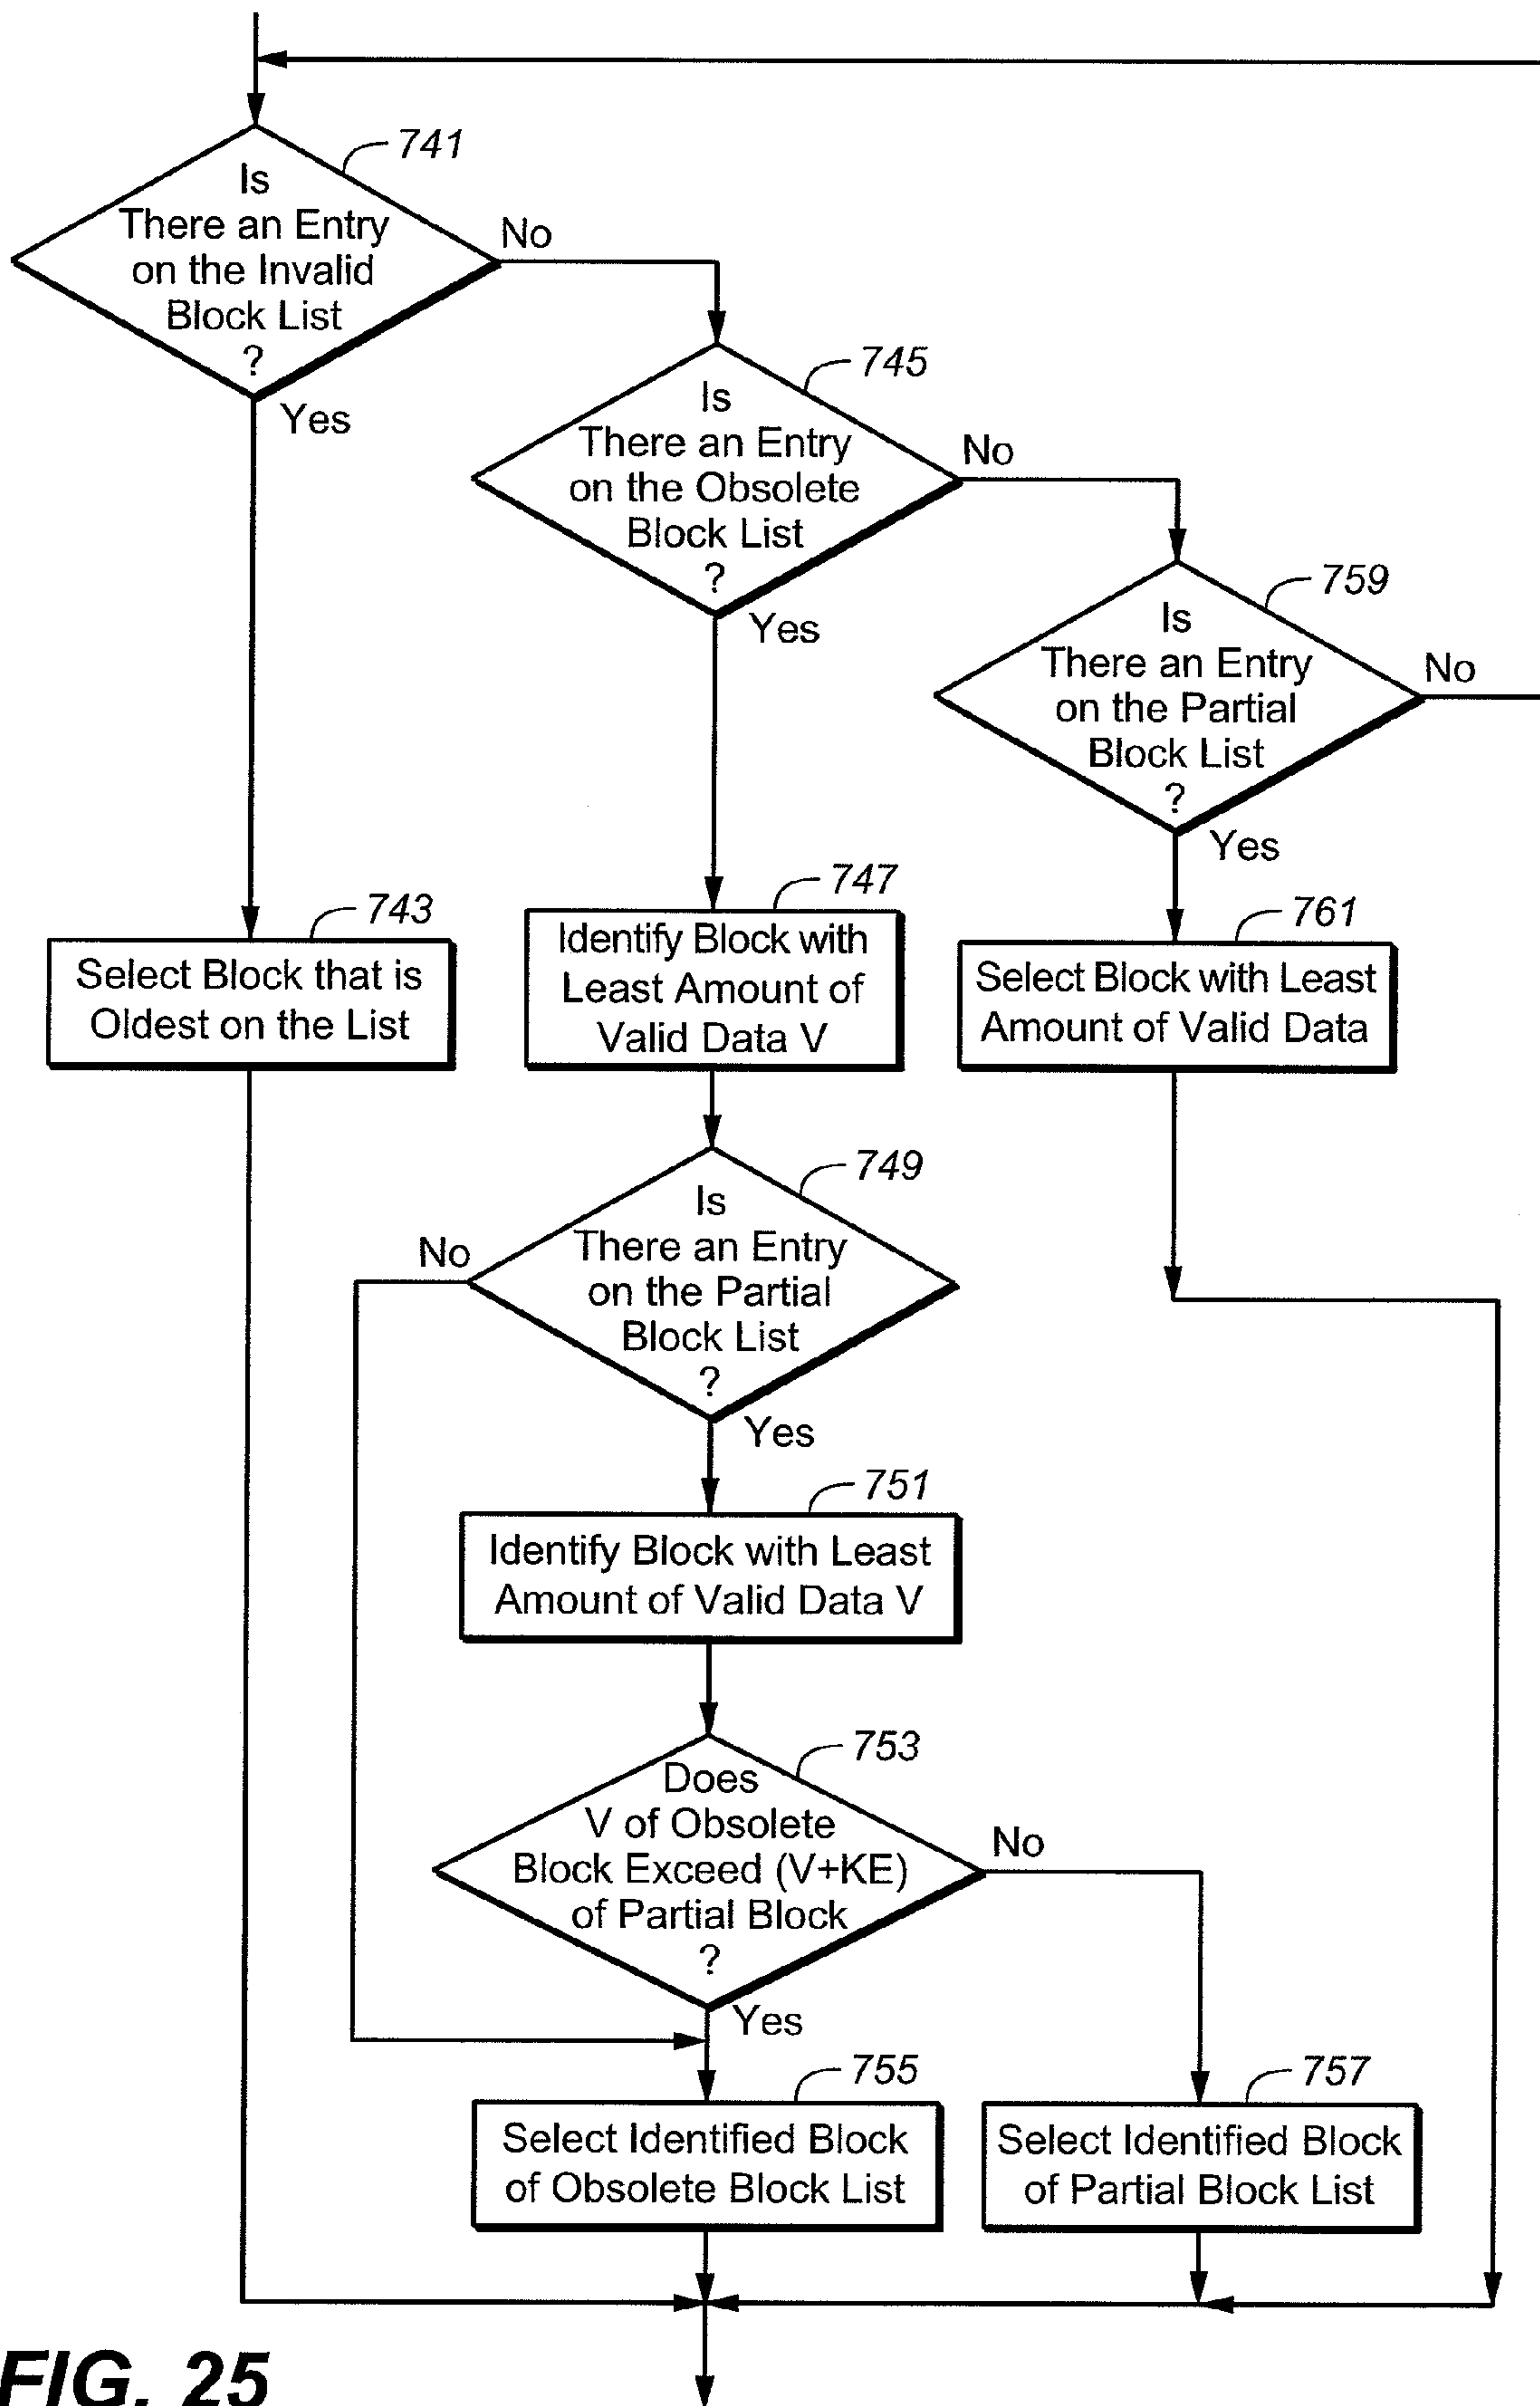 741
Is
There an Entry
on the Invalid
Block List
?
No
Yes
745
Is
There an Entry
on the Obsolete
Block List
?
No
Yes
759
Is
There an Entry
on the Partial
Block List
?
No
Yes
743
Select Block that is
Oldest on the List
747
Identify Block with
Least Amount of
Valid Data V
761
Select Block with Least
Amount of Valid Data
749
Is
There an Entry
on the Partial
Block List
?
No
Yes
751
Identify Block with Least
Amount of Valid Data V
753
Does
V of Obsolete
Block Exceed (V+KE)
of Partial Block
?
No
Yes
755
Select Identified Block
of Obsolete Block List
757
Select Identified Block
of Partial Block List
FIG. 25